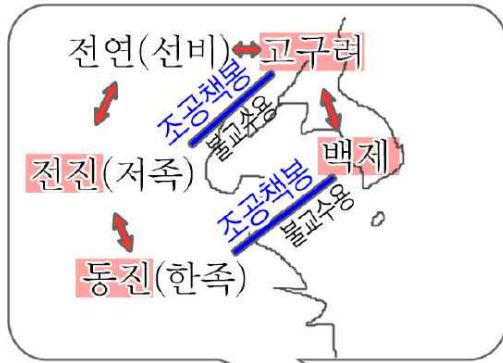 전연(선비) 고구려
조공책봉
불교수용
전진(저족)
백제
조공책봉
불교수용
동진(한족)